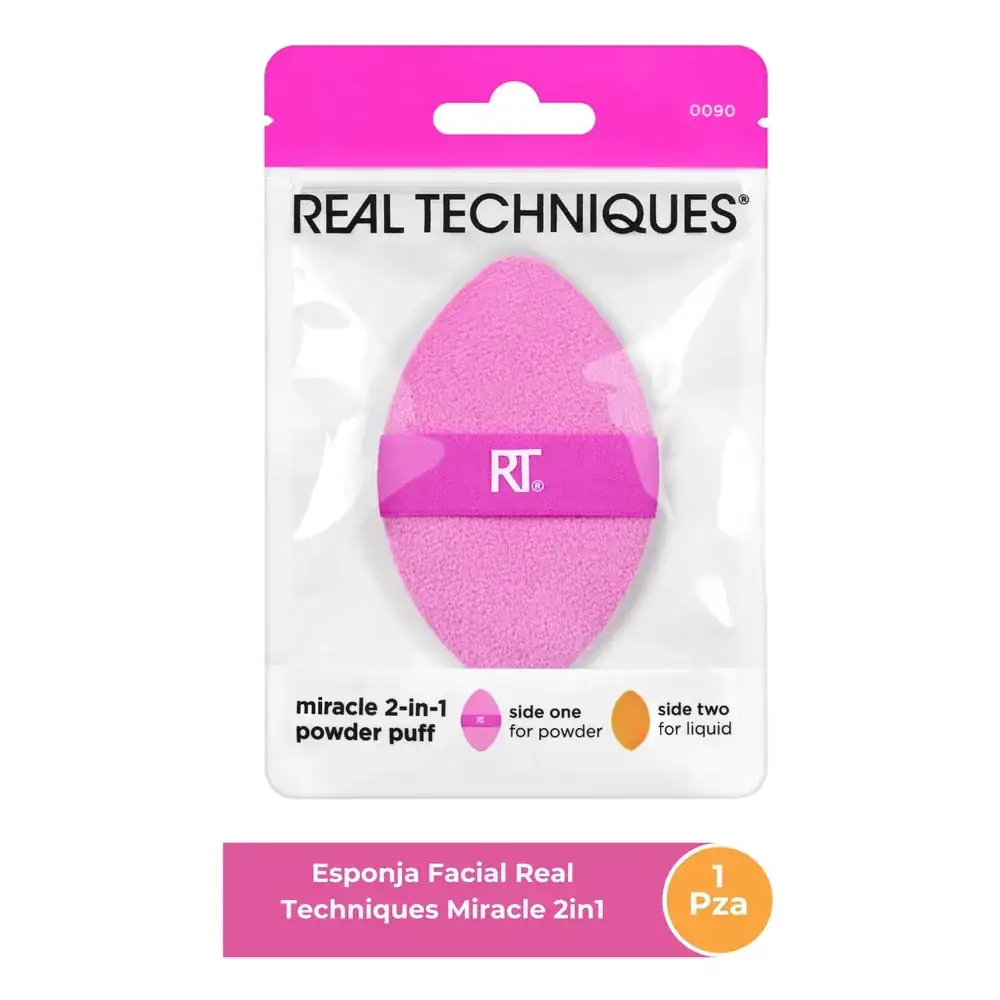 0090
REAL TECHNIQUES®
RT®
miracle 2-in-1
powder puff
RT
side one
for powder
side two
for liquid
Esponja Facial Real
Techniques Miracle 2in1
1
Pza